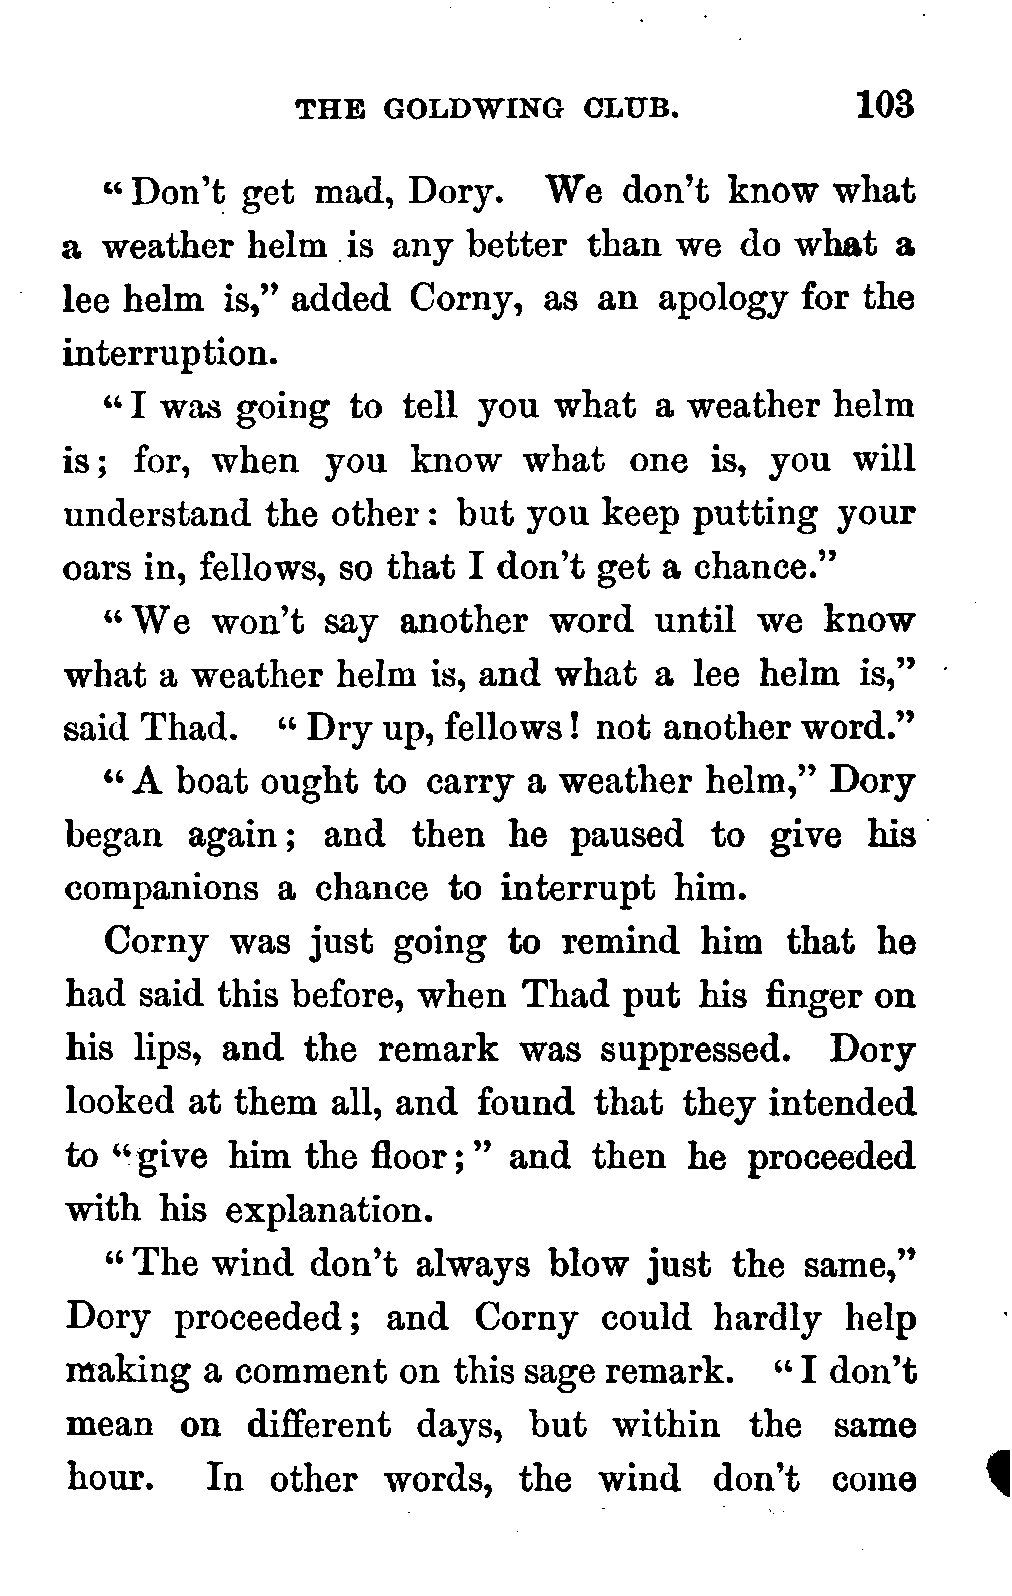 THE GOLDWING CLUB. 103
"Don't get mad, Dory. We don't know what
a weather helm is any better than we do what a
lee helm is," added Corny, as an apology for the
interruption.
"I was going to tell you what a weather helm
is; for, when you know what one is, you will
understand the other: but you keep putting your
oars in, fellows, so that I don't get a chance."
"We won't say another word until we know
what a weather helm is, and what a lee helm is,"
said Thad. "Dry up, fellows! not another word."
"A boat ought to carry a weather helm," Dory
began again; and then he paused to give his
companions a chance to interrupt him.
Corny was just going to remind him that he
had said this before, when Thad put his finger on
his lips, and the remark was suppressed. Dory
looked at them all, and found that they intended
to "give him the floor;" and then he proceeded
with his explanation.
"The wind don't always blow just the same,"
Dory proceeded; and Corny could hardly help
making a comment on this sage remark. "I don't
mean on different days, but within the same
hour. In other words, the wind don't come